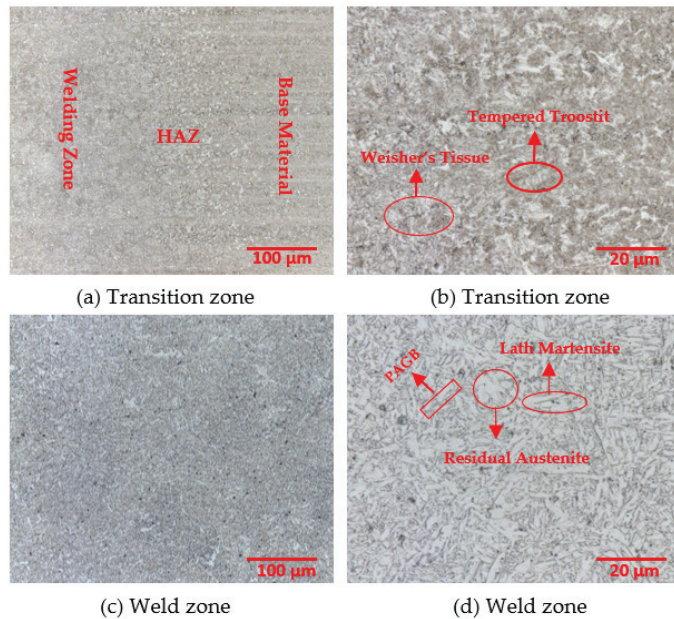 Welding Zone
HAZ
Base Material
100 μm
Tempered Troostit
Weisher's Tissue
20 μm
(a) Transition zone
(b) Transition zone
100 μm
PAGB
Lath Martensite
Residual Austenite
20 μm
(c) Weld zone
(d) Weld zone